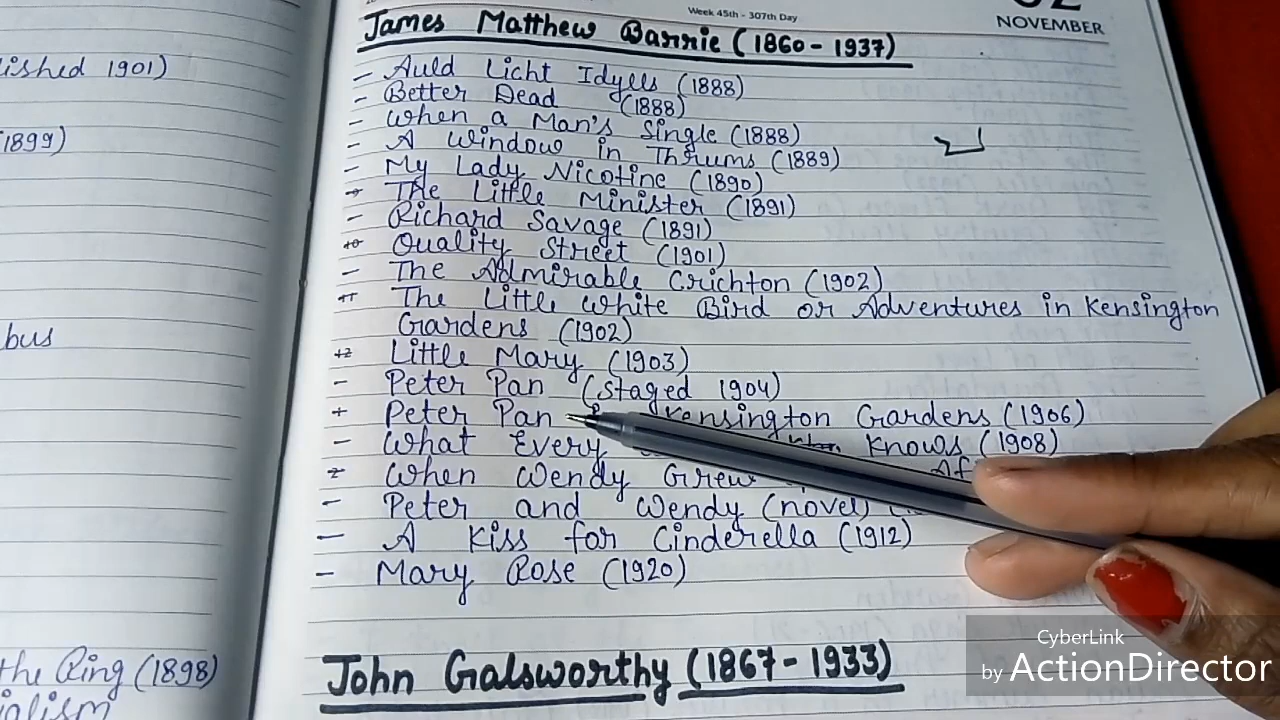 Week 45th - 307th Day
NOVEMBER
James Matthew Barrie (1860-1937)
ished 1901)
- Auld Licht Idylls (1888)
- Better Dead (1888)
- When a Man's Single (1888)
1899)
- A Window in Thrums (1889)
- My Lady Nicotine (1890)
- The Little Minister (1891)
- Richard Savage (1891)
- Quality Street (1901)
- The Admirable Crichton (1902)
- The Little White Bird or Adventures in Kensington
Gardens (1902)
bus
- Little Mary (1903)
- Peter Pan (staged 1904)
- Peter Pan Kensington Gardens (1906)
- What Every Knows (1908)
- When Wendy Grew
- Peter and Wendy (novel)
- A Kiss for Cinderella (1912)
- Mary Rose (1920)
the Ring (1898)
ialism
John Galsworthy (1867-1933)
CyberLink
by ActionDirector